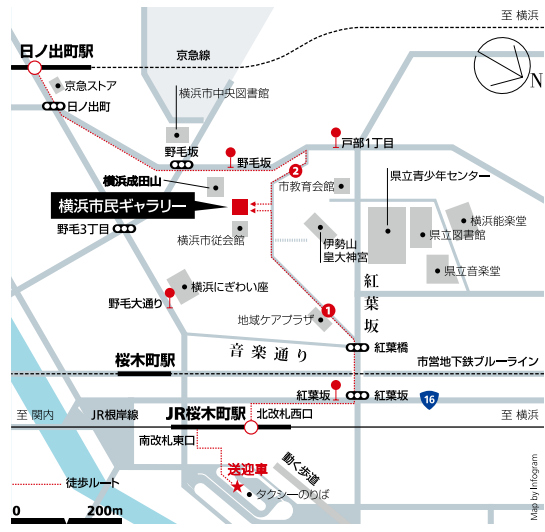 至 横浜
日ノ出町駅
京急線
N
京急ストア
横浜市中央図書館
日ノ出町
戸部1丁目
野毛坂
野毛坂
2
横浜成田山
市教育会館
県立青少年センター
横浜市民ギャラリー
横浜能楽堂
野毛3丁目
横浜市従会館
伊勢山
皇大神宮
県立図書館
県立音楽堂
横浜にぎわい座
紅葉坂
野毛大通り
1
地域ケアプラザ
音楽通り
紅葉橋
桜木町駅
市営地下鉄ブルーライン
紅葉坂
紅葉坂
16
至 関内
JR根岸線
JR桜木町駅
北改札西口
至 横浜
南改札東口
動く歩道
送迎車
徒歩ルート
タクシーのりば
0
200m
Map by Infogram